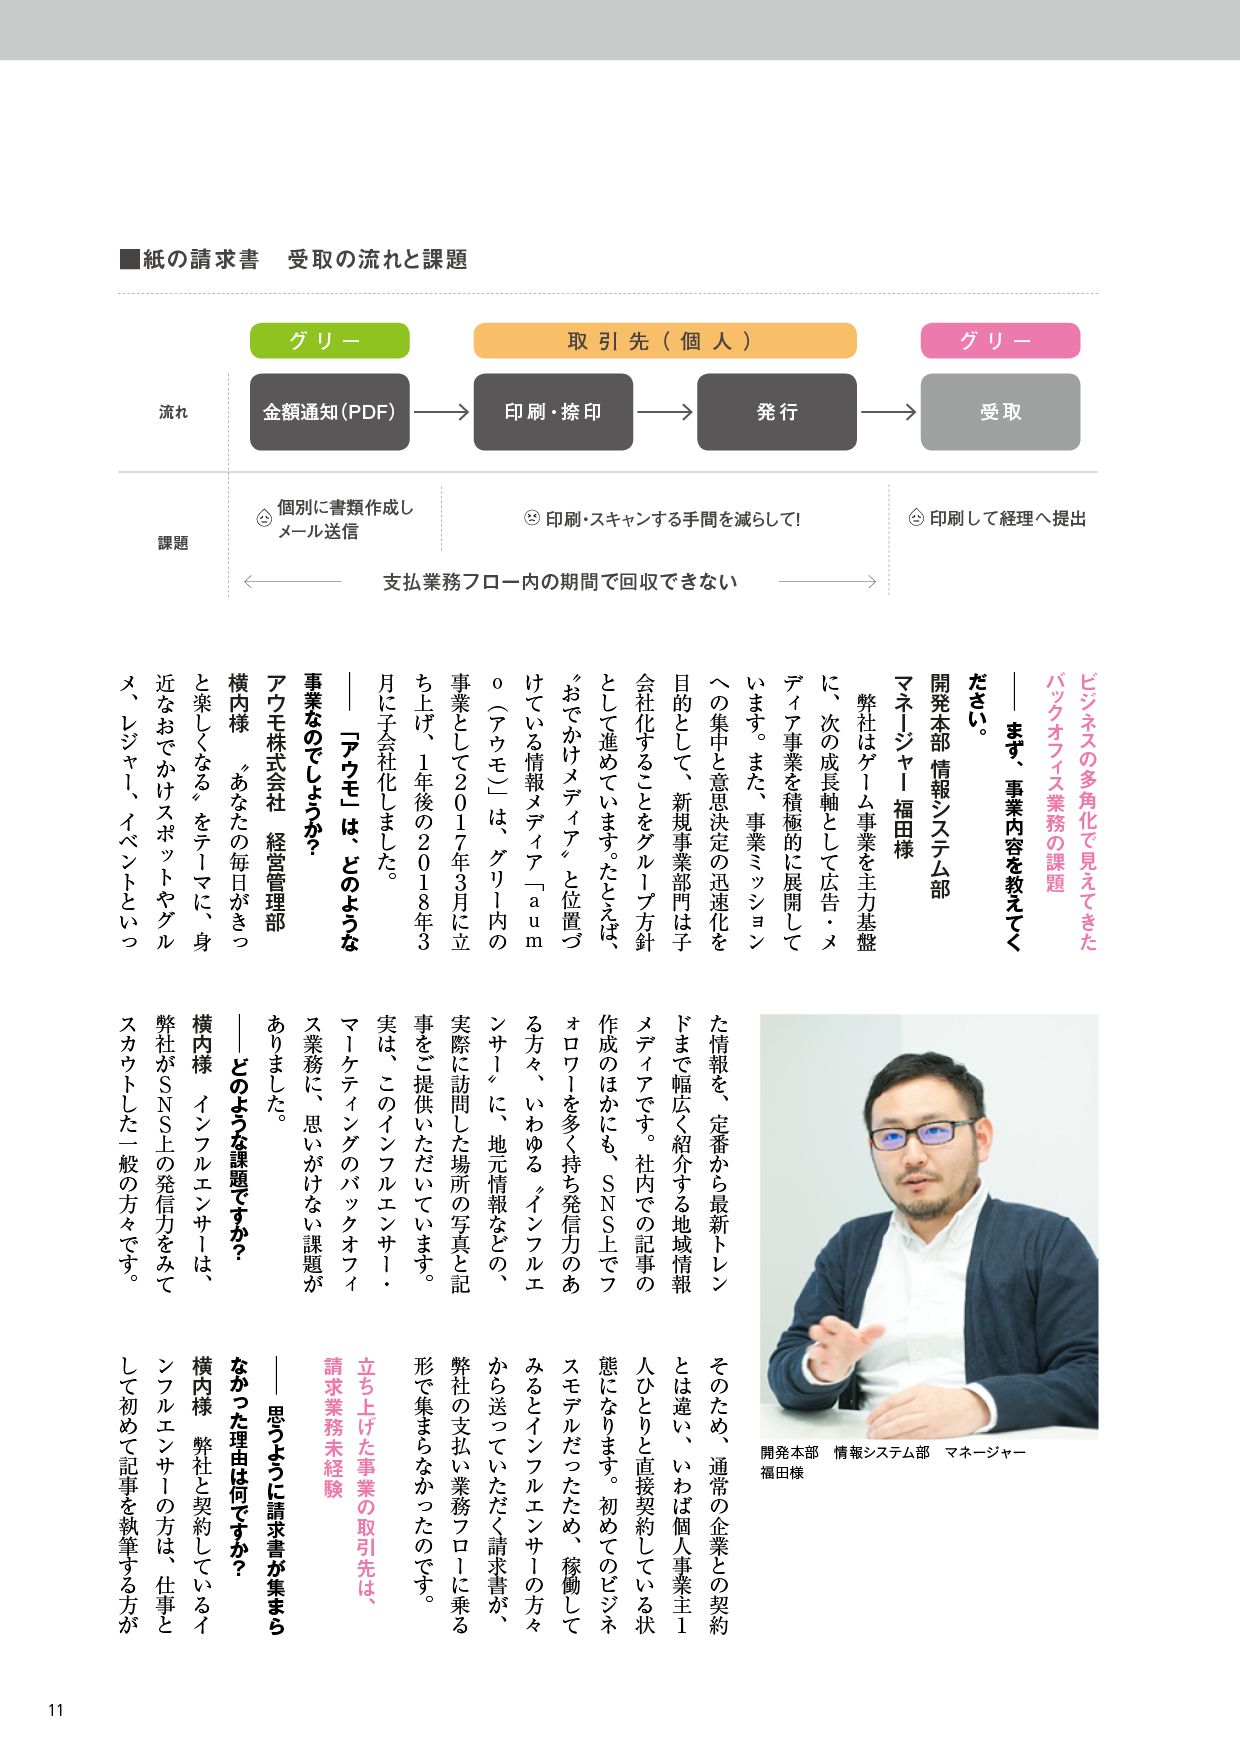 ■紙の請求書　受取の流れと課題
グリー
取引先（個人）
グリー
流れ
金額通知（PDF）
印刷・捺印
発行
受取
課題
個別に書類作成し
メール送信
印刷・スキャンする手間を減らして!
印刷して経理へ提出
支払業務フロー内の期間で回収できない
ビジネスの多角化で見えてきた
バックオフィス業務の課題
―― まず、事業内容を教えてく
ださい。
開発本部 情報システム部
マネージャー 福田様
　弊社はゲーム事業を主力基盤
に、次の成長軸として広告・メ
ディア事業を積極的に展開して
います。また、事業ミッション
への集中と意思決定の迅速化を
目的として、新規事業部門は子
会社化することをグループ方針
として進めています。たとえば、
〝おでかけメディア〟と位置づ
けている情報メディア「aum
o（アウモ）」は、グリー内の
事業として2017年3月に立
ち上げ、1年後の2018年3
月に子会社化しました。
―― 「アウモ」は、どのような
事業なのでしょうか?
アウモ株式会社　経営管理部
横内様　〝あなたの毎日がきっ
と楽しくなる〟をテーマに、身
近なおでかけスポットやグル
メ、レジャー、イベントといっ
た情報を、定番から最新トレン
ドまで幅広く紹介する地域情報
メディアです。社内での記事の
作成のほかにも、SNS上でフ
ォロワーを多く持ち発信力のあ
る方々、いわゆる〝インフルエ
ンサー〟に、地元情報などの、
実際に訪問した場所の写真と記
事をご提供いただいています。
実は、このインフルエンサー・
マーケティングのバックオフィ
ス業務に、思いがけない課題が
ありました。
――どのような課題ですか?
横内様　インフルエンサーは、
弊社がSNS上の発信力をみて
スカウトした一般の方々です。
開発本部　情報システム部　マネージャー
福田様
そのため、通常の企業との契約
とは違い、いわば個人事業主1
人ひとりと直接契約している状
態になります。初めてのビジネ
スモデルだったため、稼働して
みるとインフルエンサーの方々
から送っていただく請求書が、
弊社の支払い業務フローに乗る
形で集まらなかったのです。
立ち上げた事業の取引先は、
請求業務未経験
―― 思うように請求書が集まら
なかった理由は何ですか?
横内様　弊社と契約しているイ
ンフルエンサーの方は、仕事と
して初めて記事を執筆する方が
11